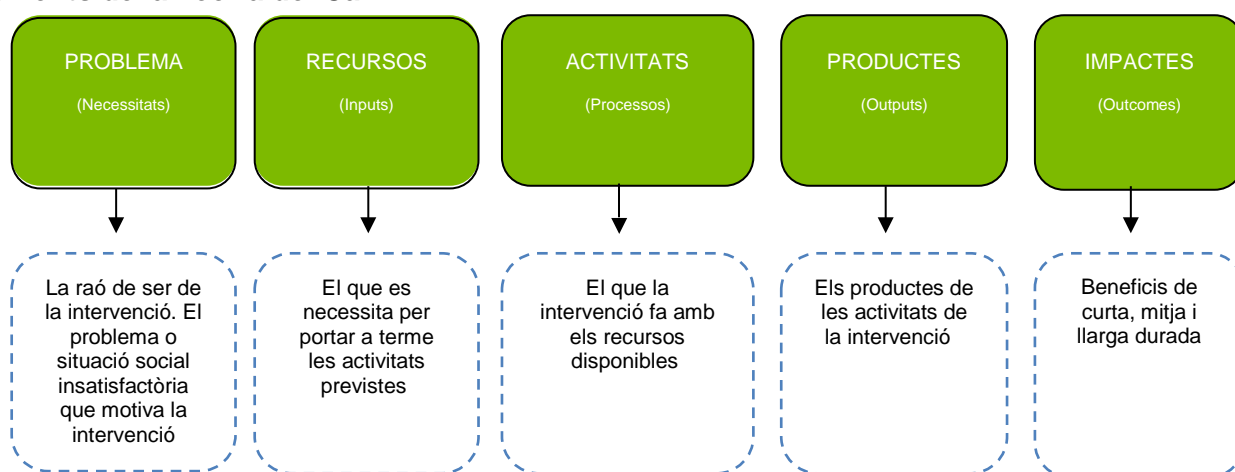 PROBLEMA
(Necessitats)
RECURSOS
(Inputs)
ACTIVITATS
(Processos)
PRODUCTES
(Outputs)
IMPACTES
(Outcomes)
La raó de ser de
la intervenció. El
problema o
situació social
insatisfactòria
que motiva la
intervenció
El que es
necessita per
portar a terme
les activitats
previstes
El que la
intervenció fa amb
els recursos
disponibles
Els productes de
les activitats de
la intervenció
Beneficis de
curta, mitja i
llarga durada